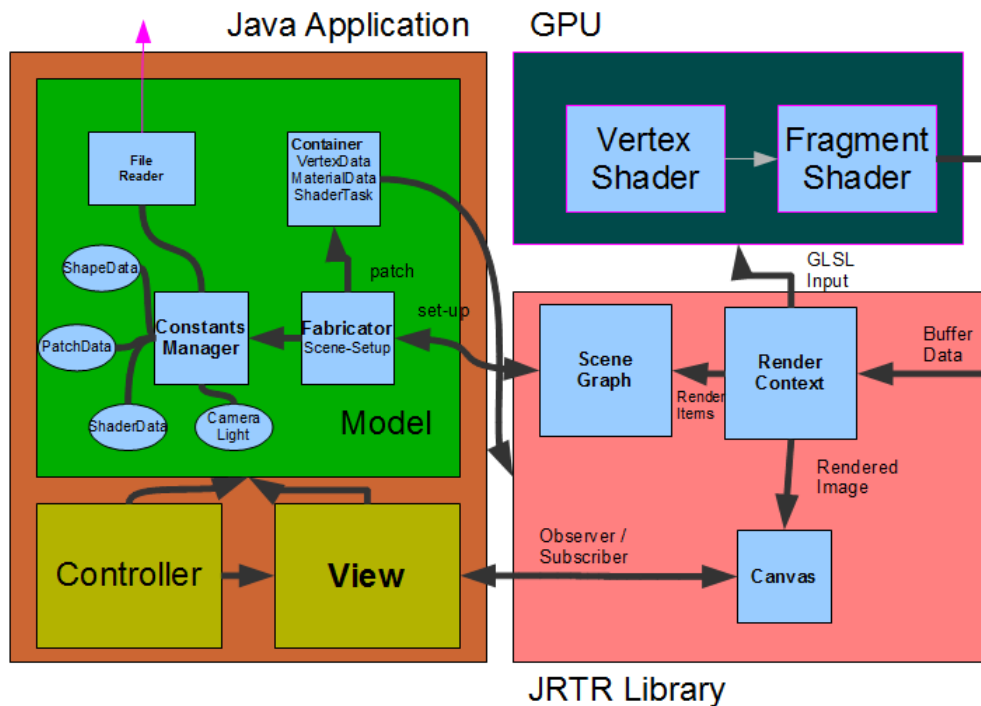 Java Application
GPU
File
Reader
Container
VertexData
MaterialData
ShaderTask
Vertex
Shader
Fragment
Shader
ShapeData
patch
GLSL
Input
set-up
PatchData
Constants
Manager
Fabricator
Scene-Setup
Scene
Graph
Render
Items
Render
Context
Buffer
Data
ShaderData
Camera
Light
Model
Rendered
Image
Controller
View
Observer /
Subscriber
Canvas
JRTR Library